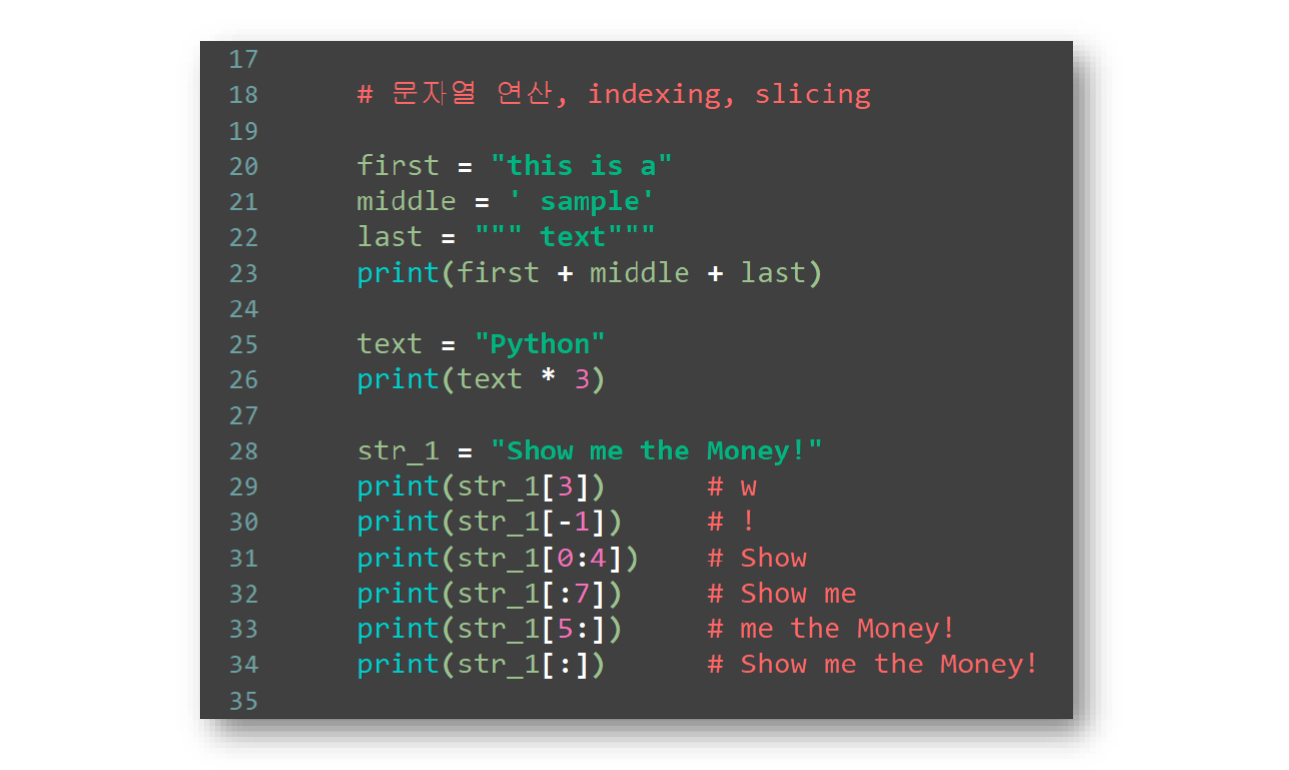 17
18 # 문자열 연산, indexing, slicing
19
20 first = "this is a"
21 middle = ' sample'
22 last = """ text"""
23 print(first + middle + last)
24
25 text = "Python"
26 print(text * 3)
27
28 str_1 = "Show me the Money!"
29 print(str_1[3]) # w
30 print(str_1[-1]) # !
31 print(str_1[0:4]) # Show
32 print(str_1[:7]) # Show me
33 print(str_1[5:]) # me the Money!
34 print(str_1[:]) # Show me the Money!
35